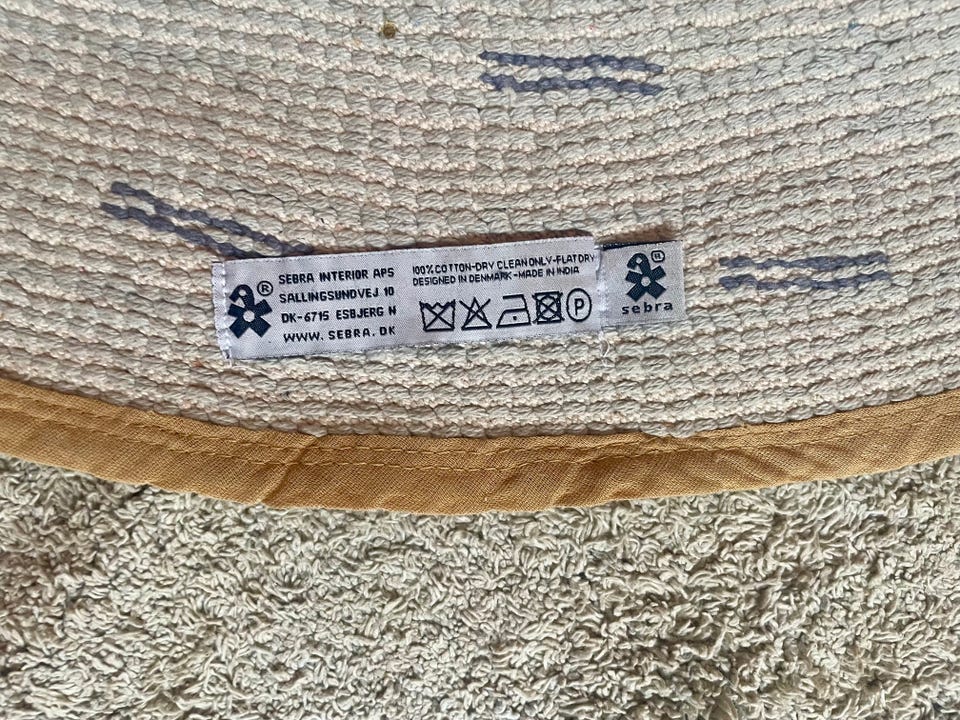 SEBRA INTERIOR APS
SALLINGSUNDVEJ 10
DK-6715 ESBJERG N
WWW.SEBRA.DK
®
100% COTTON-DRY CLEAN ONLY-FLAT DRY
DESIGNED IN DENMARK-MADE IN INDIA
P
®
sebra